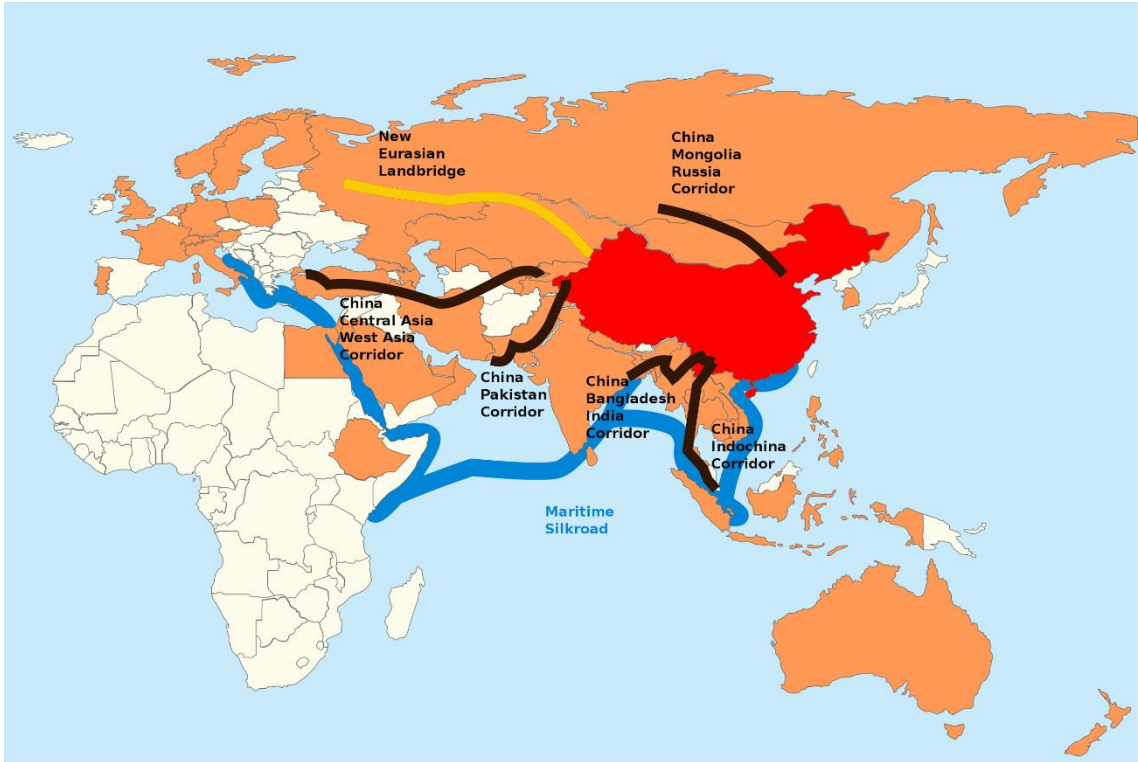 New
Eurasian
Landbridge
China
Mongolia
Russia
Corridor
China
Central Asia
West Asia
Corridor
China
Pakistan
Corridor
China
Bangladesh
India
Corridor
China
Indochina
Corridor
Maritime
Silkroad